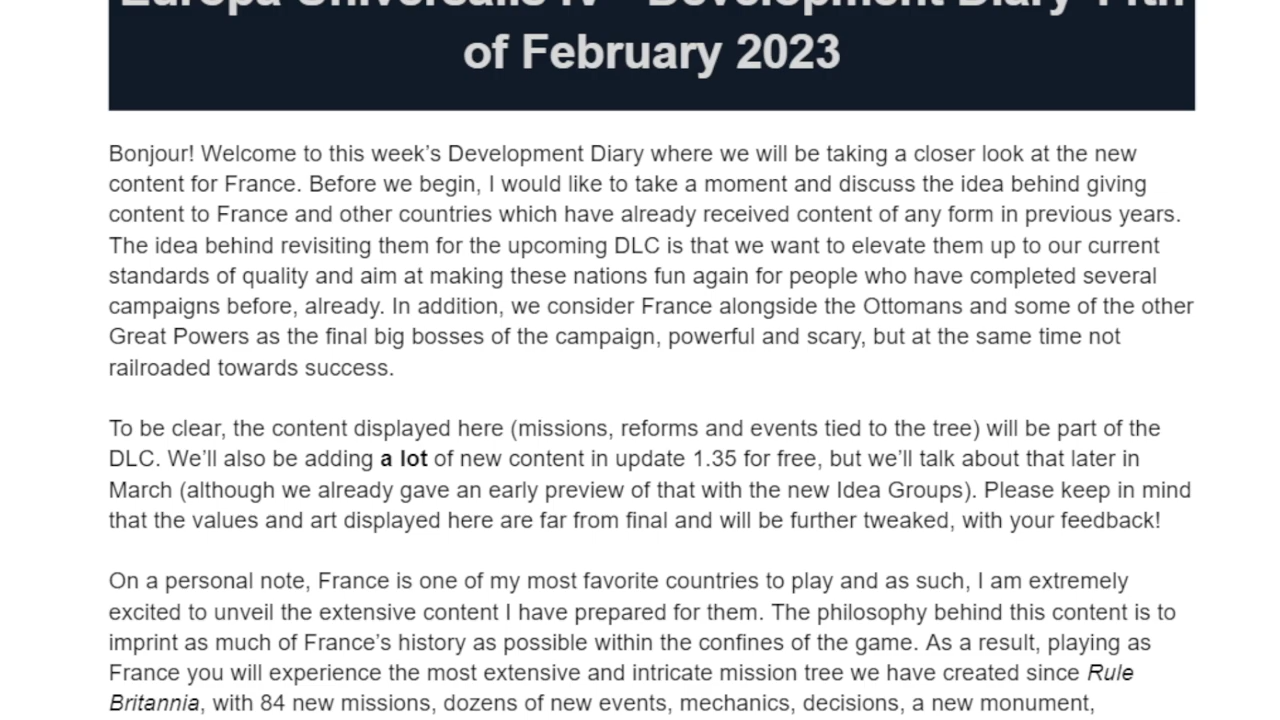 Europa Universalis IV - Development Diary 14th
of February 2023
Bonjour! Welcome to this week’s Development Diary where we will be taking a closer look at the new
content for France. Before we begin, I would like to take a moment and discuss the idea behind giving
content to France and other countries which have already received content of any form in previous years.
The idea behind revisiting them for the upcoming DLC is that we want to elevate them up to our current
standards of quality and aim at making these nations fun again for people who have completed several
campaigns before, already. In addition, we consider France alongside the Ottomans and some of the other
Great Powers as the final big bosses of the campaign, powerful and scary, but at the same time not
railroaded towards success.
To be clear, the content displayed here (missions, reforms and events tied to the tree) will be part of the
DLC. We’ll also be adding a lot of new content in update 1.35 for free, but we’ll talk about that later in
March (although we already gave an early preview of that with the new Idea Groups). Please keep in mind
that the values and art displayed here are far from final and will be further tweaked, with your feedback!
On a personal note, France is one of my most favorite countries to play and as such, I am extremely
excited to unveil the extensive content I have prepared for them. The philosophy behind this content is to
imprint as much of France’s history as possible within the confines of the game. As a result, playing as
France you will experience the most extensive and intricate mission tree we have created since Rule
Britannia, with 84 new missions, dozens of new events, mechanics, decisions, a new monument,